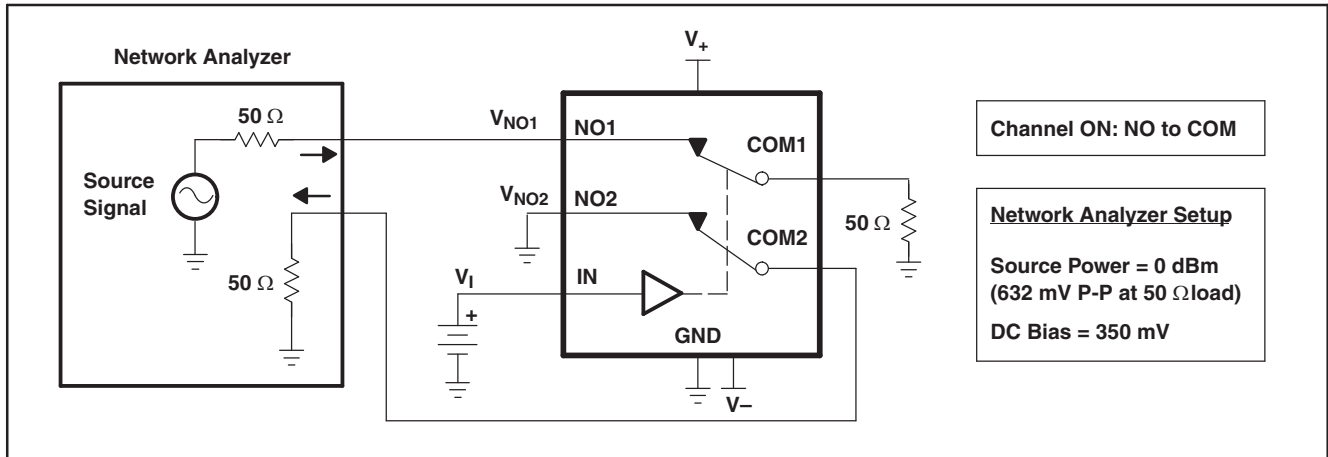 Network Analyzer
50 Ω
Source
Signal
50 Ω
V+
VNO1
NO1
COM1
VNO2
NO2
COM2
50 Ω
VI
+
IN
GND
V–
Channel ON: NO to COM
Network Analyzer Setup
Source Power = 0 dBm
(632 mV P-P at 50 Ω load)
DC Bias = 350 mV